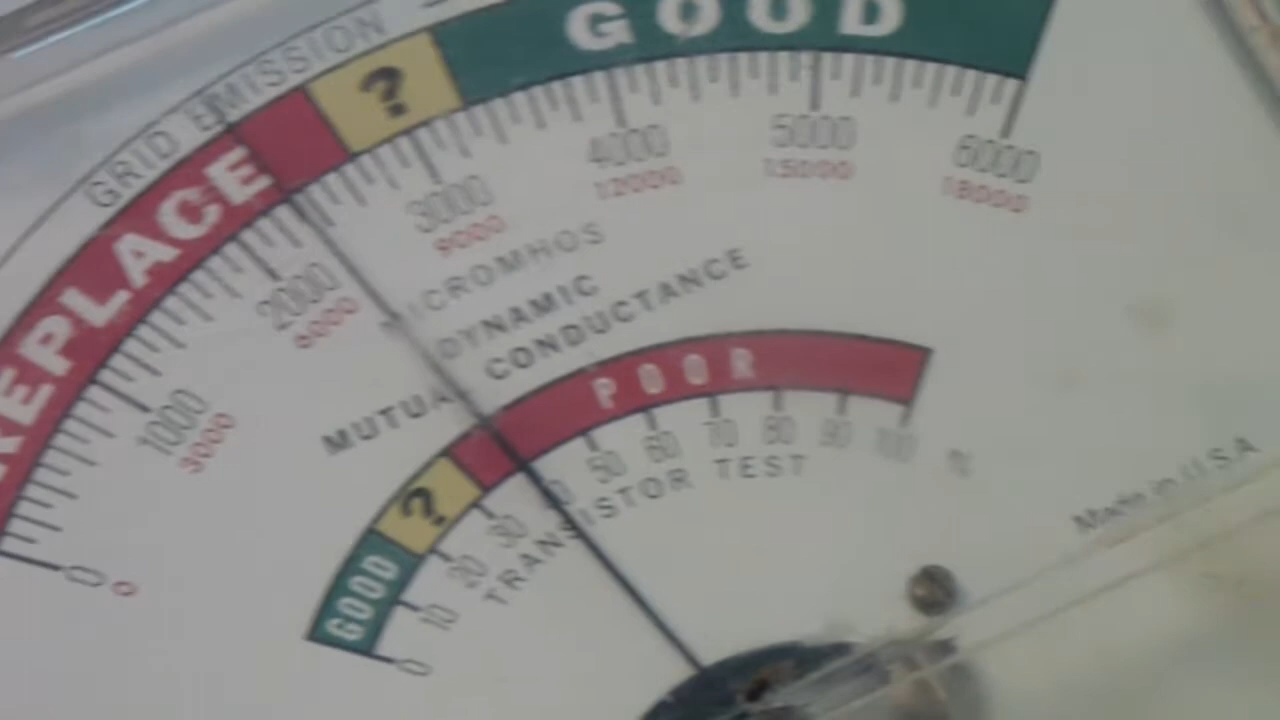 GOOD
?
GRID EMISSION
REPLACE
0 1000 2000 3000 4000 5000 6000
0 3000 6000 9000 12000 15000 18000
MICROMHOS
DYNAMIC
MUTUAL CONDUCTANCE
POOR
?
GOOD
0 10 20 30 50 60 70 80 90 100
TRANSISTOR TEST
Made in U.S.A